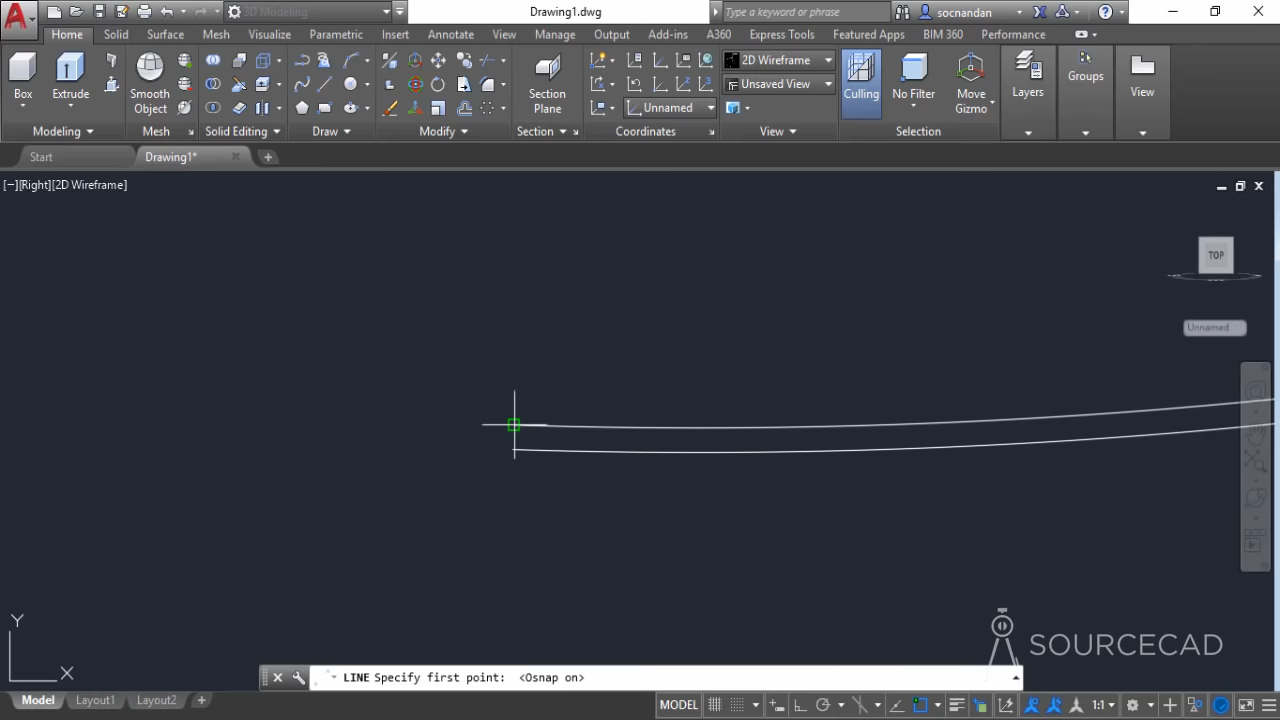 3D Modeling
Drawing1.dwg
Type a keyword or phrase
socnandan
Home Solid Surface Mesh Visualize Parametric Insert Annotate View Manage Output Add-ins A360 Express Tools Featured Apps BIM 360 Performance
2D Wireframe
Unsaved View
Unnamed
Box Extrude Smooth Object Section Plane Culling No Filter Move Gizmo Layers Groups View
Modeling Mesh Solid Editing Draw Modify Section Coordinates View Selection
Start Drawing1*
[−][Right][2D Wireframe]
TOP
Unnamed
Y
X
SOURCECAD
LINE Specify first point: <Osnap on>
Model Layout1 Layout2
MODEL 1:1